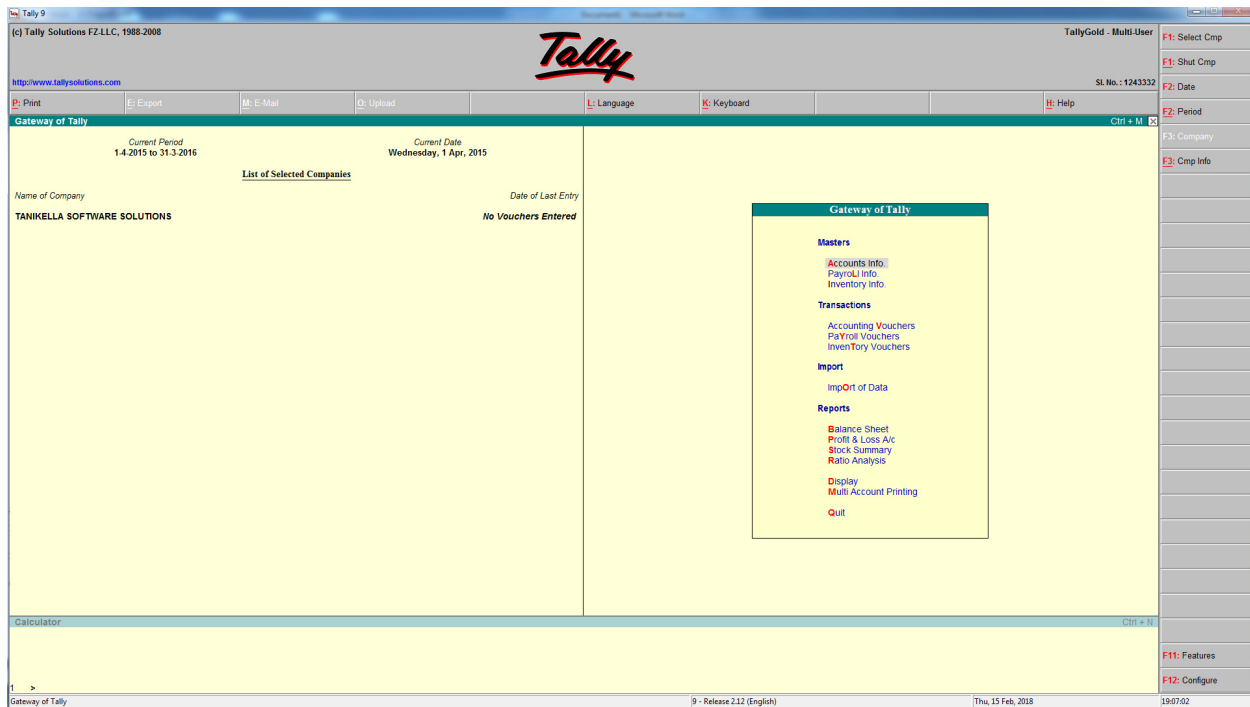 Tally 9
(c) Tally Solutions FZ-LLC, 1988-2008
TallyGold - Multi-User
Tally
http://www.tallysolutions.com
Sl. No. : 1243332
P: Print E: Export M: E-Mail O: Upload L: Language K: Keyboard H: Help
Gateway of Tally Ctrl + M
Current Period Current Date
1-4-2015 to 31-3-2016 Wednesday, 1 Apr, 2015
List of Selected Companies
Name of Company Date of Last Entry
TANIKELLA SOFTWARE SOLUTIONS No Vouchers Entered
Gateway of Tally
Masters
Accounts Info.
PayroLl Info.
Inventory Info.
Transactions
Accounting Vouchers
PaYroll Vouchers
InvenTory Vouchers
Import
ImpOrt of Data
Reports
Balance Sheet
Profit & Loss A/c
Stock Summary
Ratio Analysis
Display
Multi Account Printing
Quit
F1: Select Cmp
F1: Shut Cmp
F2: Date
F2: Period
F3: Company
F3: Cmp Info
F11: Features
F12: Configure
Calculator Ctrl + N
1 >
Gateway of Tally 9 - Release 2.12 (English) Thu, 15 Feb, 2018 19:07:02